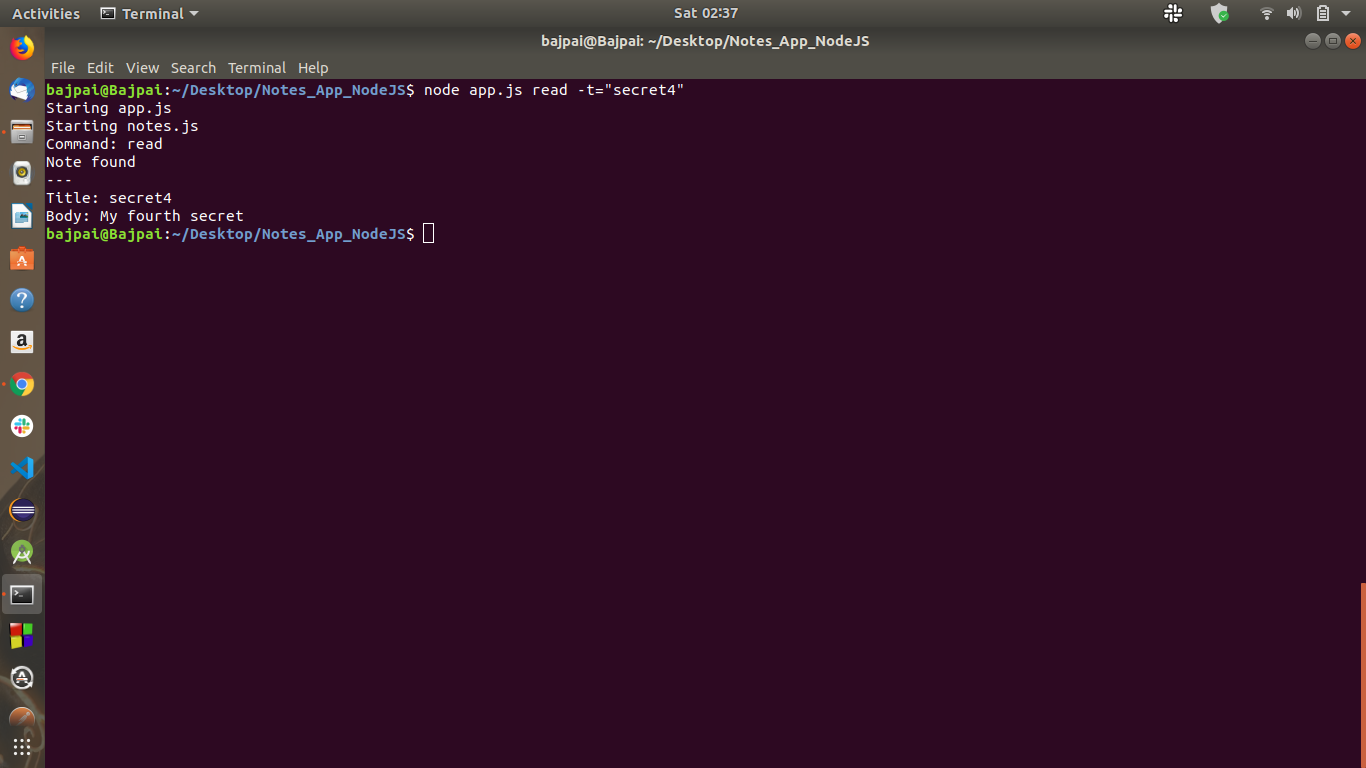 Activities Terminal Sat 02:37
bajpai@Bajpai: ~/Desktop/Notes_App_NodeJS
File Edit View Search Terminal Help
bajpai@Bajpai:~/Desktop/Notes_App_NodeJS$ node app.js read -t="secret4"
Staring app.js
Starting notes.js
Command: read
Note found
---
Title: secret4
Body: My fourth secret
bajpai@Bajpai:~/Desktop/Notes_App_NodeJS$